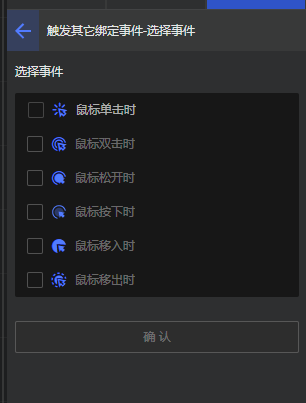 触发其它绑定事件-选择事件
选择事件
鼠标单击时
鼠标双击时
鼠标松开时
鼠标按下时
鼠标移入时
鼠标移出时
确认